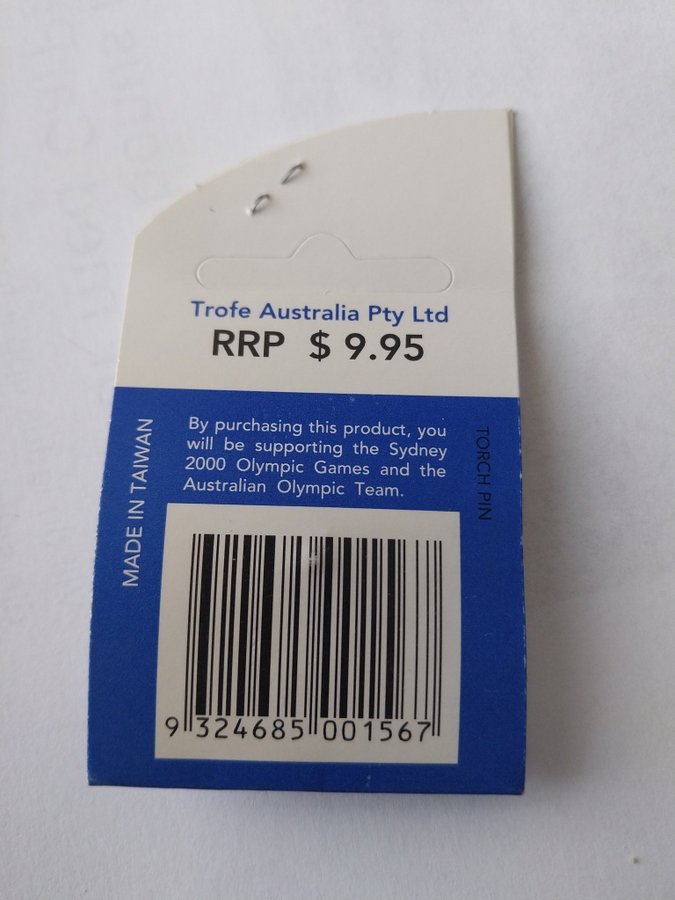 Trofe Australia Pty Ltd
RRP $ 9.95
MADE IN TAIWAN
By purchasing this product, you
will be supporting the Sydney
2000 Olympic Games and the
Australian Olympic Team.
TORCH PIN
9 324685 001567